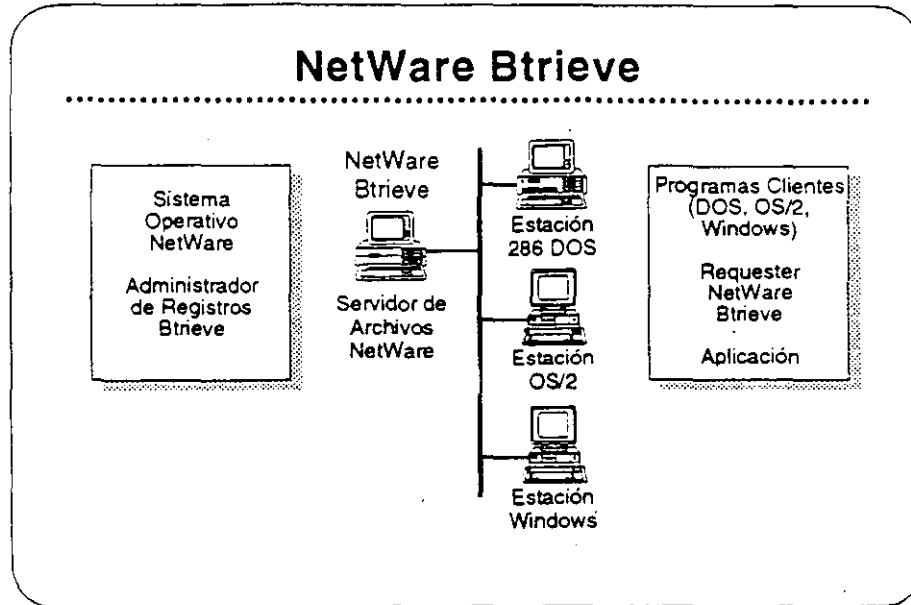 NetWare Btrieve
Sistema
Operativo
NetWare
Administrador
de Registros
Btrieve
NetWare
Btrieve
Servidor de
Archivos
NetWare
Estación
286 DOS
Estación
OS/2
Estación
Windows
Programas Clientes
(DOS, OS/2,
Windows)
Requester
NetWare
Btrieve
Aplicación